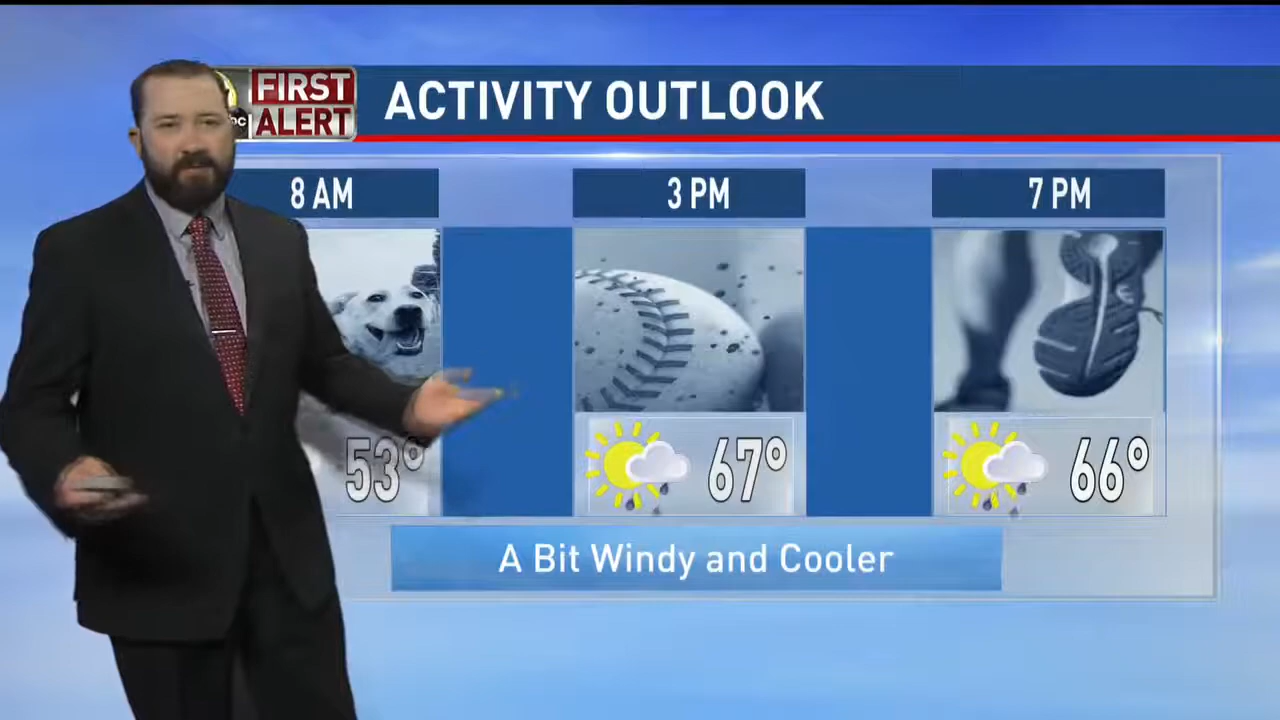 FIRST
ALERT
ACTIVITY OUTLOOK
8 AM
3 PM
7 PM
53°
67°
66°
A Bit Windy and Cooler